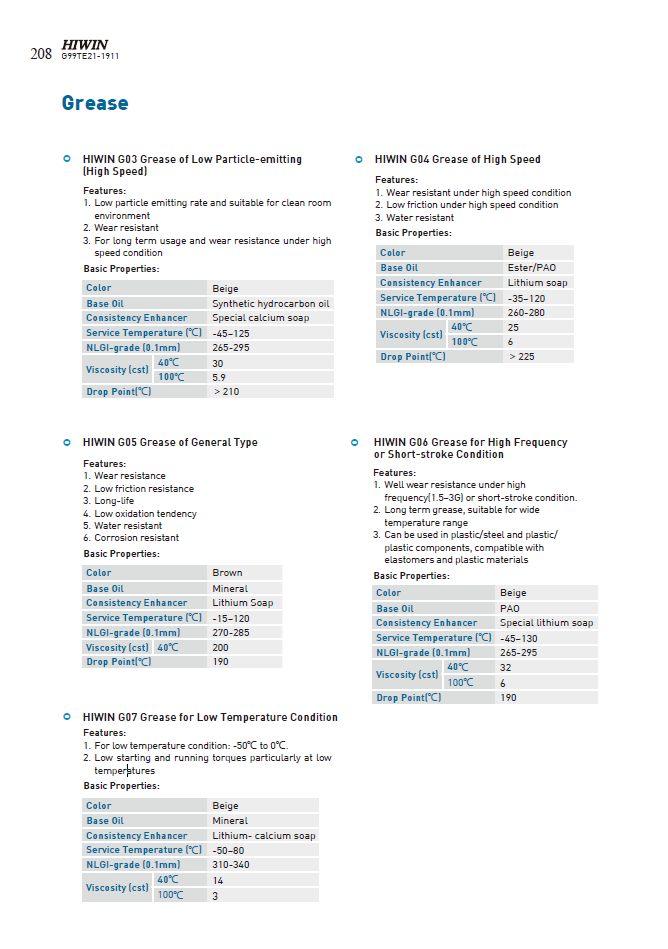 208
HIWIN
G99TE21-1911
Grease
HIWIN G03 Grease of Low Particle-emitting
(High Speed)
Features:
1. Low particle emitting rate and suitable for clean room
environment
2. Wear resistant
3. For long term usage and wear resistance under high
speed condition
Basic Properties:
Color Beige
Base Oil Synthetic hydrocarbon oil
Consistency Enhancer Special calcium soap
Service Temperature (℃) -45~125
NLGI-grade (0.1mm) 265-295
Viscosity (cst) 40℃ 30
100℃ 5.9
Drop Point(℃) > 210
HIWIN G04 Grease of High Speed
Features:
1. Wear resistant under high speed condition
2. Low friction under high speed condition
3. Water resistant
Basic Properties:
Color Beige
Base Oil Ester/PAO
Consistency Enhancer Lithium soap
Service Temperature (℃) -35~120
NLGI-grade (0.1mm) 260-280
Viscosity (cst) 40℃ 25
100℃ 6
Drop Point(℃) > 225
HIWIN G05 Grease of General Type
Features:
1. Wear resistance
2. Low friction resistance
3. Long-life
4. Low oxidation tendency
5. Water resistant
6. Corrosion resistant
Basic Properties:
Color Brown
Base Oil Mineral
Consistency Enhancer Lithium Soap
Service Temperature (℃) -15~120
NLGI-grade (0.1mm) 270-285
Viscosity (cst) 40℃ 200
Drop Point(℃) 190
HIWIN G06 Grease for High Frequency
or Short-stroke Condition
Features:
1. Well wear resistance under high
frequency(1.5~3G) or short-stroke condition.
2. Long term grease, suitable for wide
temperature range
3. Can be used in plastic/steel and plastic/
plastic components, compatible with
elastomers and plastic materials
Basic Properties:
Color Beige
Base Oil PAO
Consistency Enhancer Special lithium soap
Service Temperature (℃) -45~130
NLGI-grade (0.1mm) 265-295
Viscosity (cst) 40℃ 32
100℃ 6
Drop Point(℃) 190
HIWIN G07 Grease for Low Temperature Condition
Features:
1. For low temperature condition: -50℃ to 0℃.
2. Low starting and running torques particularly at low
temperatures
Basic Properties:
Color Beige
Base Oil Mineral
Consistency Enhancer Lithium- calcium soap
Service Temperature (℃) -50~80
NLGI-grade (0.1mm) 310-340
Viscosity (cst) 40℃ 14
100℃ 3